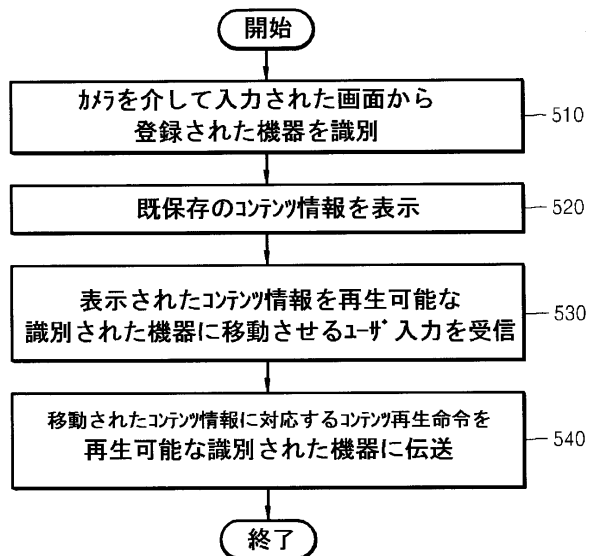 開始
ｶﾒﾗを介して入力された画面から
登録された機器を識別
510
既保存のｺﾝﾃﾝﾂ情報を表示
520
表示されたｺﾝﾃﾝﾂ情報を再生可能な
識別された機器に移動させるﾕｰｻﾞ入力を受信
530
移動されたｺﾝﾃﾝﾂ情報に対応するｺﾝﾃﾝﾂ再生命令を
再生可能な識別された機器に伝送
540
終了